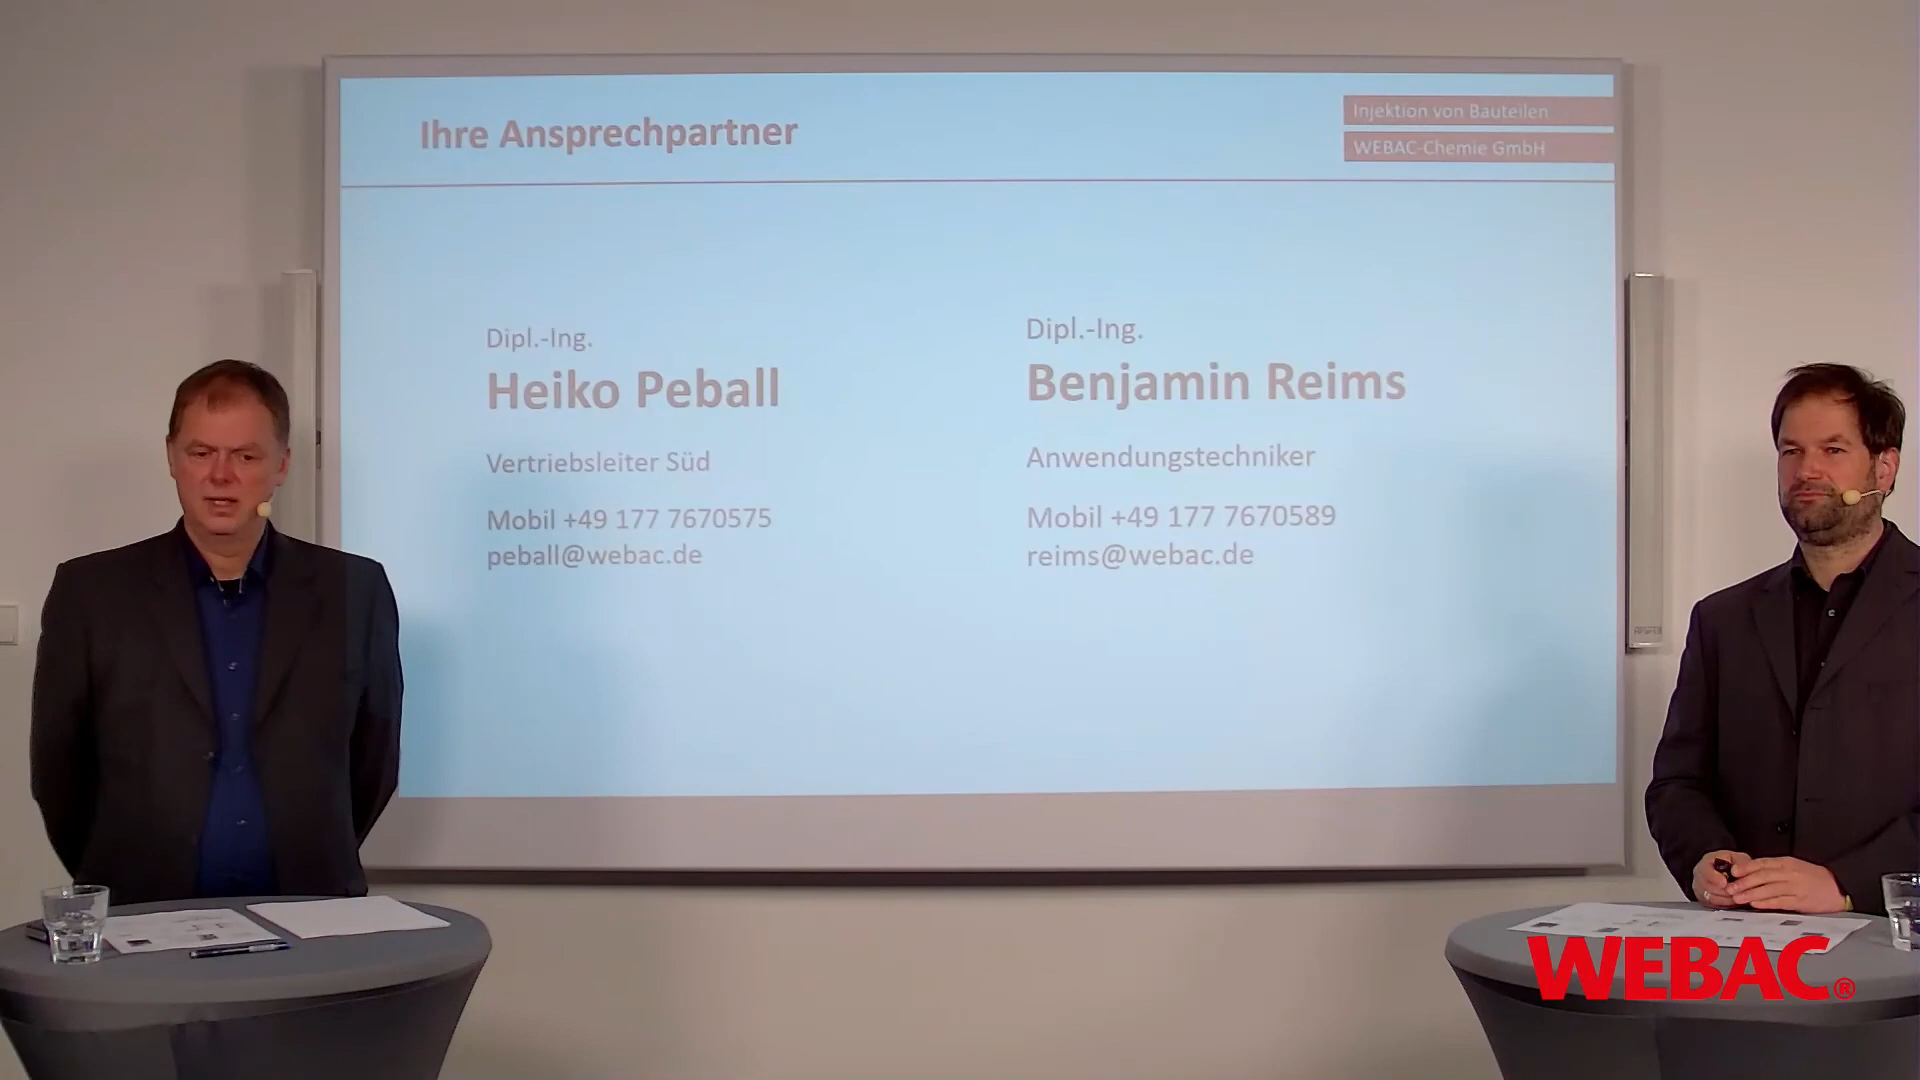 Ihre Ansprechpartner
Injektion von Bauteilen
WEBAC-Chemie GmbH
Dipl.-Ing.
Heiko Peball
Vertriebsleiter Süd
Mobil +49 177 7670575
peball@webac.de
Dipl.-Ing.
Benjamin Reims
Anwendungstechniker
Mobil +49 177 7670589
reims@webac.de
WEBAC®